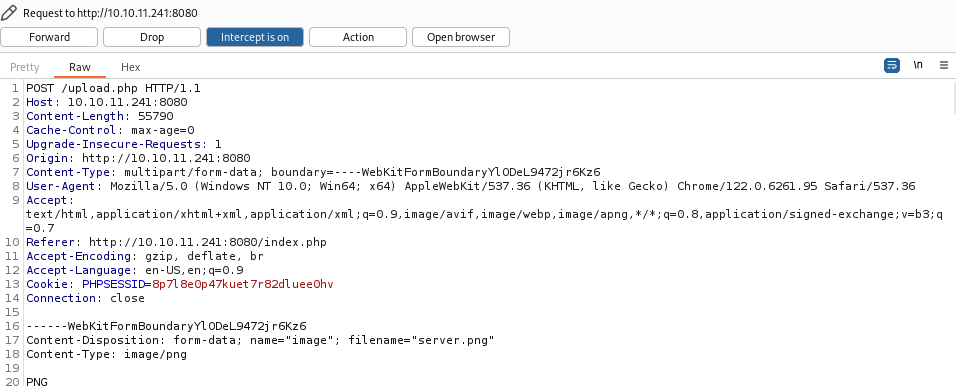 Request to http://10.10.11.241:8080
Forward Drop Intercept is on Action Open browser
Pretty Raw Hex \n
1 POST /upload.php HTTP/1.1
2 Host: 10.10.11.241:8080
3 Content-Length: 55790
4 Cache-Control: max-age=0
5 Upgrade-Insecure-Requests: 1
6 Origin: http://10.10.11.241:8080
7 Content-Type: multipart/form-data; boundary=----WebKitFormBoundaryYlODeL9472jr6Kz6
8 User-Agent: Mozilla/5.0 (Windows NT 10.0; Win64; x64) AppleWebKit/537.36 (KHTML, like Gecko) Chrome/122.0.6261.95 Safari/537.36
9 Accept:
text/html,application/xhtml+xml,application/xml;q=0.9,image/avif,image/webp,image/apng,*/*;q=0.8,application/signed-exchange;v=b3;q
=0.7
10 Referer: http://10.10.11.241:8080/index.php
11 Accept-Encoding: gzip, deflate, br
12 Accept-Language: en-US,en;q=0.9
13 Cookie: PHPSESSID=8p7l8e0p47kuet7r82dluee0hv
14 Connection: close
15
16 ------WebKitFormBoundaryYlODeL9472jr6Kz6
17 Content-Disposition: form-data; name="image"; filename="server.png"
18 Content-Type: image/png
19
20 PNG